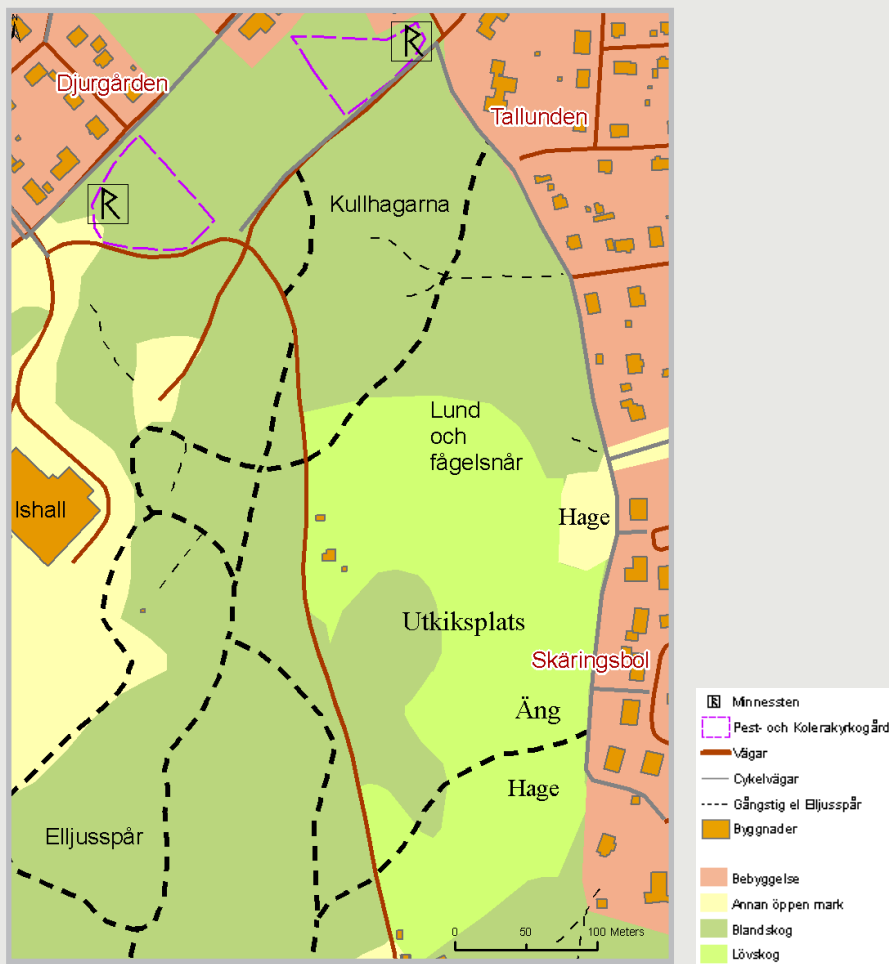 N
Djurgården
Tallunden
Kullhagarna
Lund
och
fågelsnår
Ishall
Hage
Utkiksplats
Skäringsbol
Äng
Hage
Elljusspår
0 50 100 Meters
Minnessten
Pest- och Kolerakyrkogård
Vägar
Cykelvägar
Gångstig el Elljusspår
Byggnader
Bebyggelse
Annan öppen mark
Blandskog
Lövskog